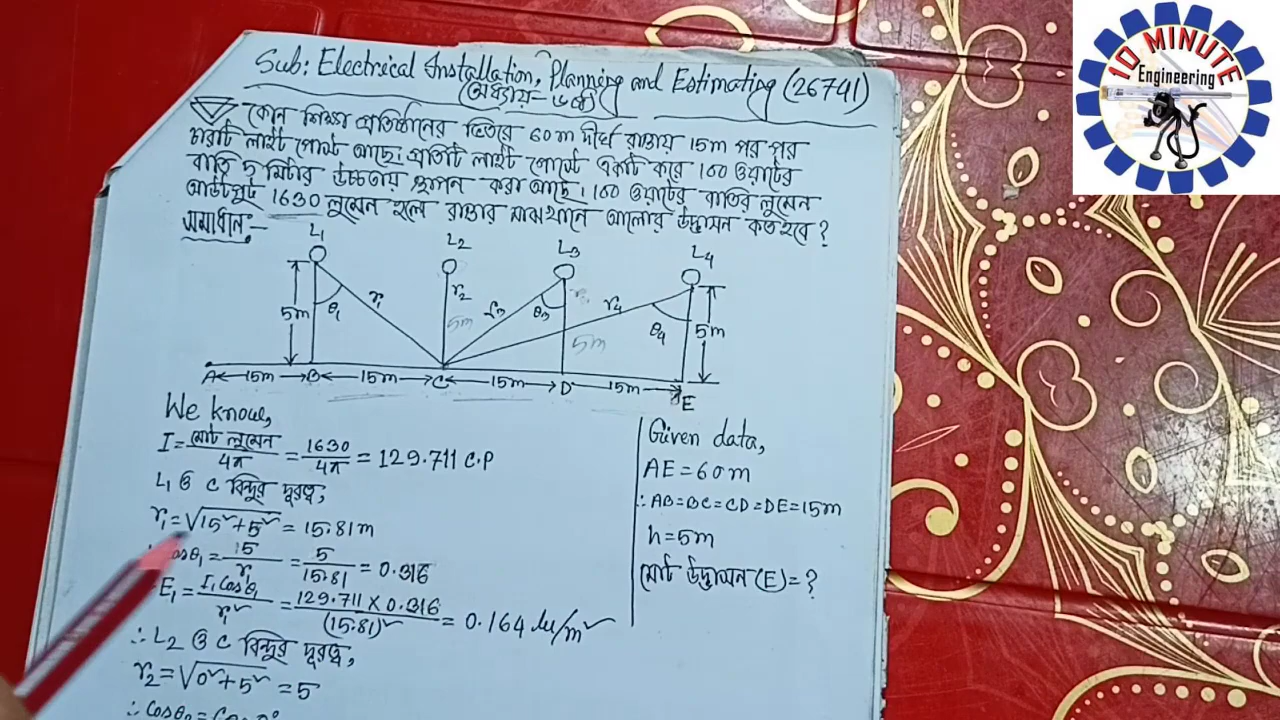 Sub: Electrical Installation, Planning and Estimating (26741)
(অধ্যায়-৬ষ্ঠ)
কোন শিক্ষা প্রতিষ্ঠানের ভিতরে 60m দীর্ঘ রাস্তায় 15m পর পর
চারটি লাইট পোস্ট আছে। প্রতিটি লাইট পোস্টে একটি করে 100 ওয়াটের
বাতি 5 মিটার উচ্চতায় স্থাপন করা আছে। 100 ওয়াটের বাতির লুমেন
আউটপুট 1630 লুমেন হলে রাস্তার মাঝখানে আলোর উদ্ভাসন কত হবে?
সমাধান:-
L₁ L₂ L₃ L₄
5m θ₁ r₁ r₂ 5m r₃ θ₃ 5m r₄ θ₄ 5m
A 15m B 15m C 15m D 15m E
We know,
I = মোট লুমেন/4π = 1630/4π = 129.711 C.P
L₁ ও C বিন্দুর দূরত্ব,
r₁ = √15²+5² = 15.81m
cosθ₁ = 15/r₁ = 5/15.81 = 0.316
E₁ = I₁ cosθ₁/r₁² = 129.711 X 0.316/(15.81)² = 0.164 lu/m²
∴ L₂ ও C বিন্দুর দূরত্ব,
r₂ = √0²+5² = 5
Given data,
AE = 60m
∴ AB = BC = CD = DE = 15m
h = 5m
মোট উদ্ভাসন (E) = ?
10 MINUTE
Engineering